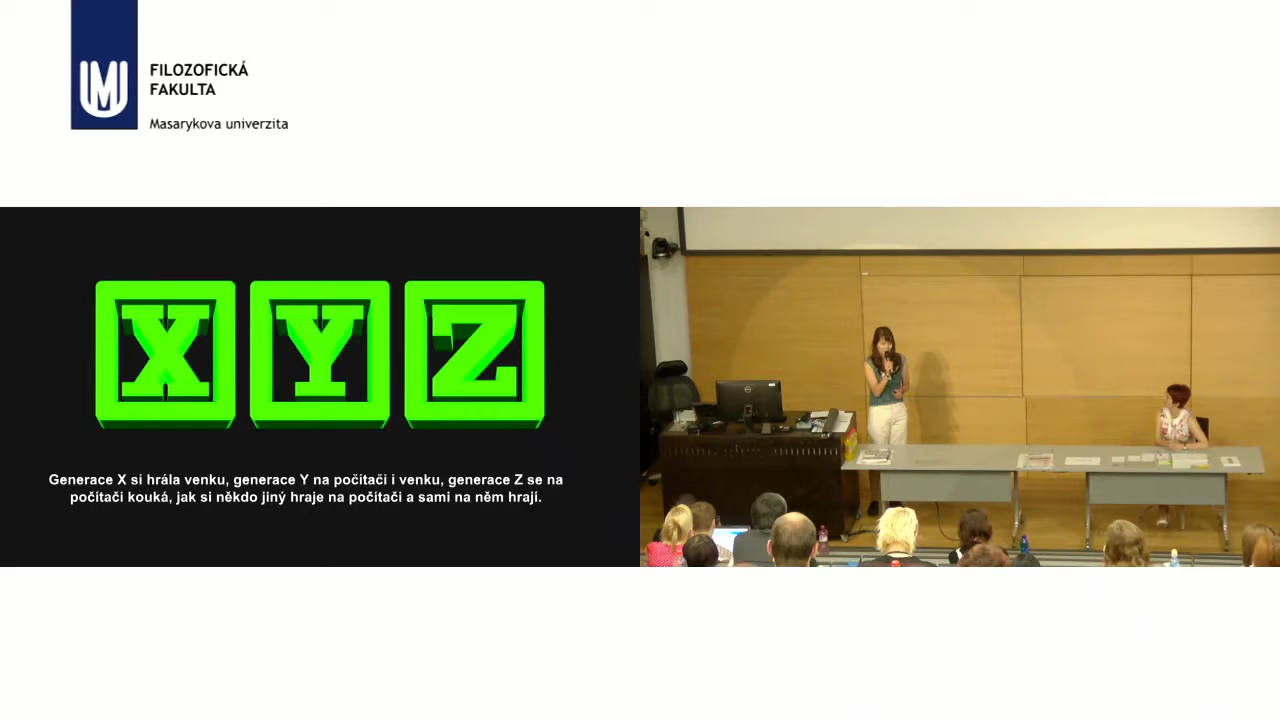 FILOZOFICKÁ
FAKULTA
Masarykova univerzita
X Y Z
Generace X si hrála venku, generace Y na počítači i venku, generace Z se na
počítači kouká, jak si někdo jiný hraje na počítači a sami na něm hrají.